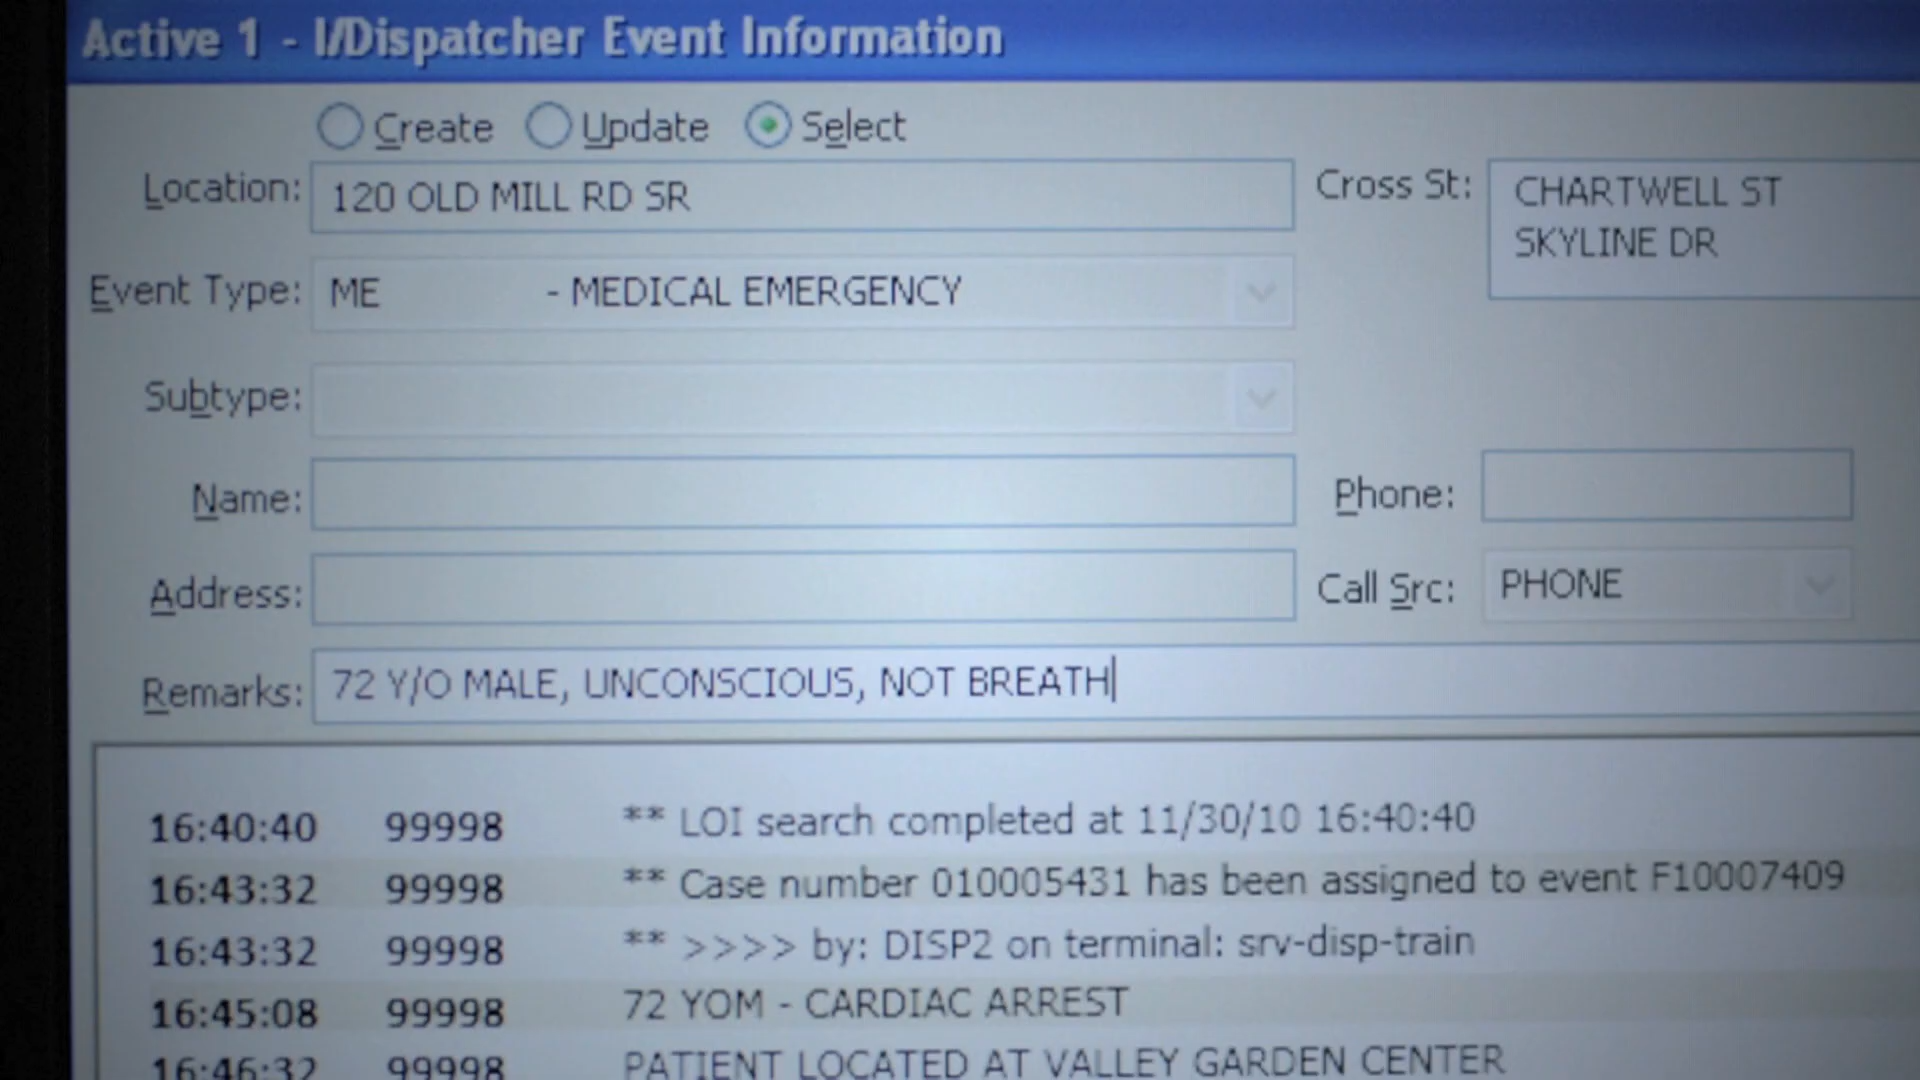 Active 1 - I/Dispatcher Event Information
Create Update Select
Location: 120 OLD MILL RD SR Cross St: CHARTWELL ST
SKYLINE DR
Event Type: ME - MEDICAL EMERGENCY
Subtype:
Name: Phone:
Address: Call Src: PHONE
Remarks: 72 Y/O MALE, UNCONSCIOUS, NOT BREATH
16:40:40 99998 ** LOI search completed at 11/30/10 16:40:40
16:43:32 99998 ** Case number 010005431 has been assigned to event F10007409
16:43:32 99998 ** >>>> by: DISP2 on terminal: srv-disp-train
16:45:08 99998 72 YOM - CARDIAC ARREST
16:46:32 99998 PATIENT LOCATED AT VALLEY GARDEN CENTER